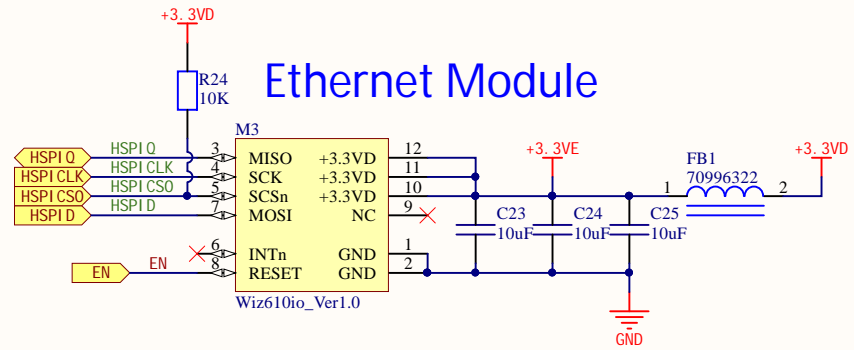 +3.3VD
R24
10K
Ethernet Module
M3
HSPIQ HSPIQ 3 MISO +3.3VD 12
HSPICLK HSPICLK 4 SCK +3.3VD 11
HSPICS0 HSPICS0 5 SCSn +3.3VD 10
HSPID HSPID 7 MOSI NC 9
6 INTn GND 1
EN EN 8 RESET GND 2
Wiz610io_Ver1.0
+3.3VE
C23
10uF
C24
10uF
C25
10uF
FB1
70996322
1 2
+3.3VD
GND